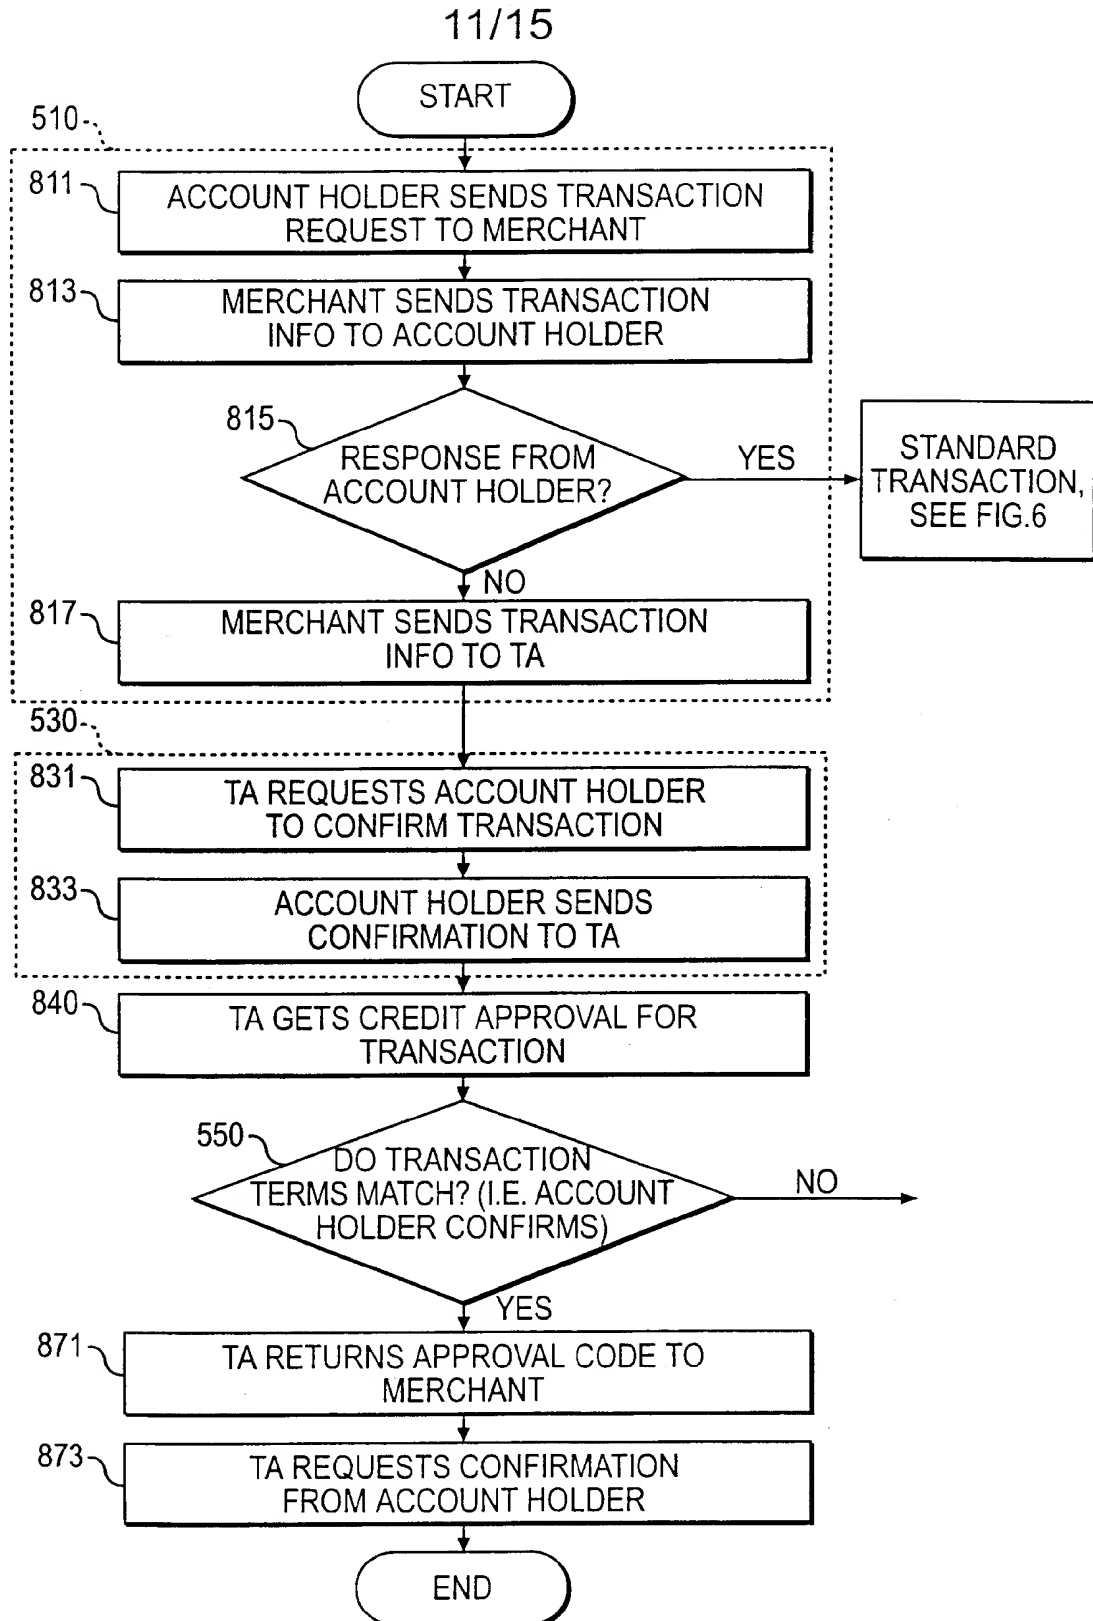 11/15
START
510
811
ACCOUNT HOLDER SENDS TRANSACTION
REQUEST TO MERCHANT
813
MERCHANT SENDS TRANSACTION
INFO TO ACCOUNT HOLDER
815
RESPONSE FROM
ACCOUNT HOLDER?
YES
STANDARD
TRANSACTION,
SEE FIG.6
NO
817
MERCHANT SENDS TRANSACTION
INFO TO TA
530
831
TA REQUESTS ACCOUNT HOLDER
TO CONFIRM TRANSACTION
833
ACCOUNT HOLDER SENDS
CONFIRMATION TO TA
840
TA GETS CREDIT APPROVAL FOR
TRANSACTION
550
DO TRANSACTION
TERMS MATCH? (I.E. ACCOUNT
HOLDER CONFIRMS)
NO
YES
871
TA RETURNS APPROVAL CODE TO
MERCHANT
873
TA REQUESTS CONFIRMATION
FROM ACCOUNT HOLDER
END